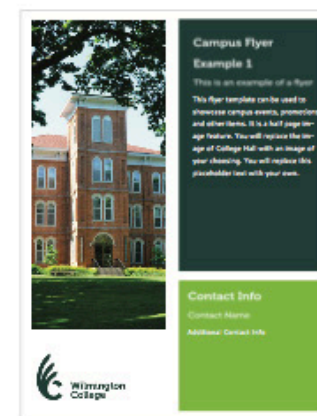 Campus Flyer
Example 1
This is an example of a flyer
This flyer template can be used to
showcase campus events, promotions
and other items. It is a half page im-
age feature. You will replace the im-
age of College Hall with an image of
your choosing. You will replace this
placeholder text with your own.
Contact Info
Contact Name
Additional Contact Info
Wilmington
College